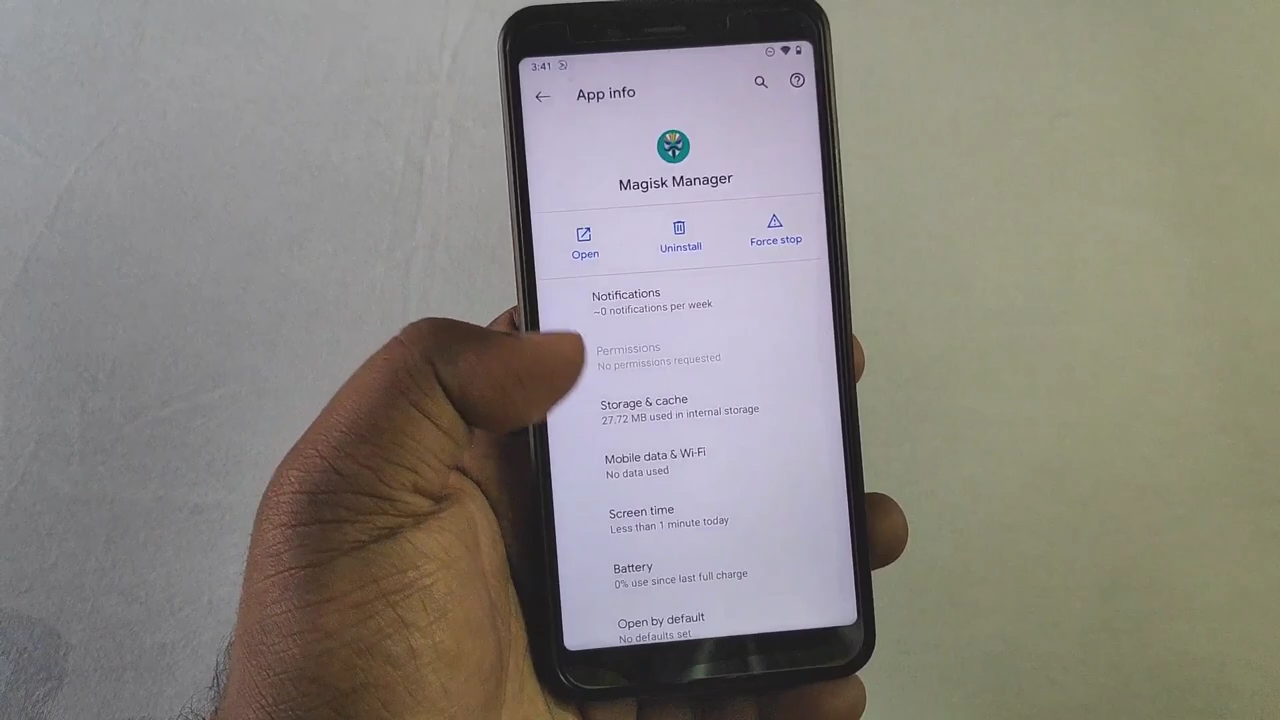 3:41
App info
Magisk Manager
Open
Uninstall
Force stop
Notifications
~0 notifications per week
Permissions
No permissions requested
Storage & cache
27.72 MB used in internal storage
Mobile data & Wi-Fi
No data used
Screen time
Less than 1 minute today
Battery
0% use since last full charge
Open by default
No defaults set